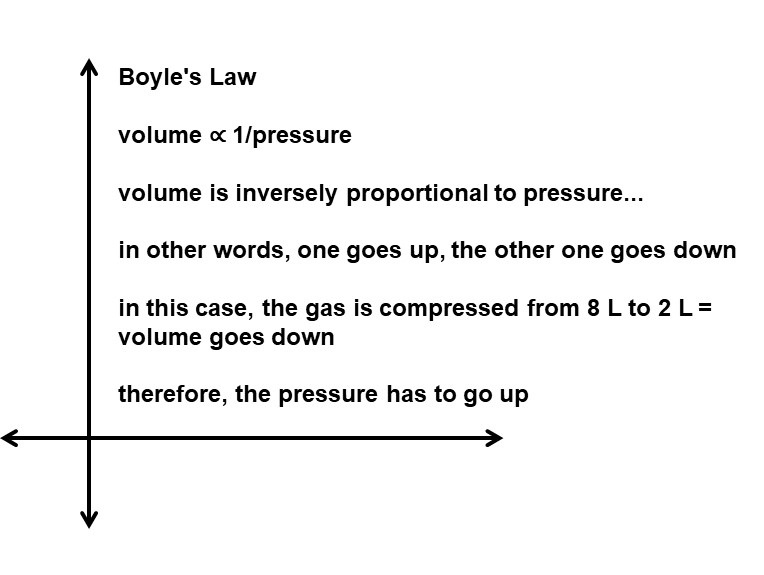 Boyle's Law
volume ∝ 1/pressure
volume is inversely proportional to pressure...
in other words, one goes up, the other one goes down
in this case, the gas is compressed from 8 L to 2 L =
volume goes down
therefore, the pressure has to go up